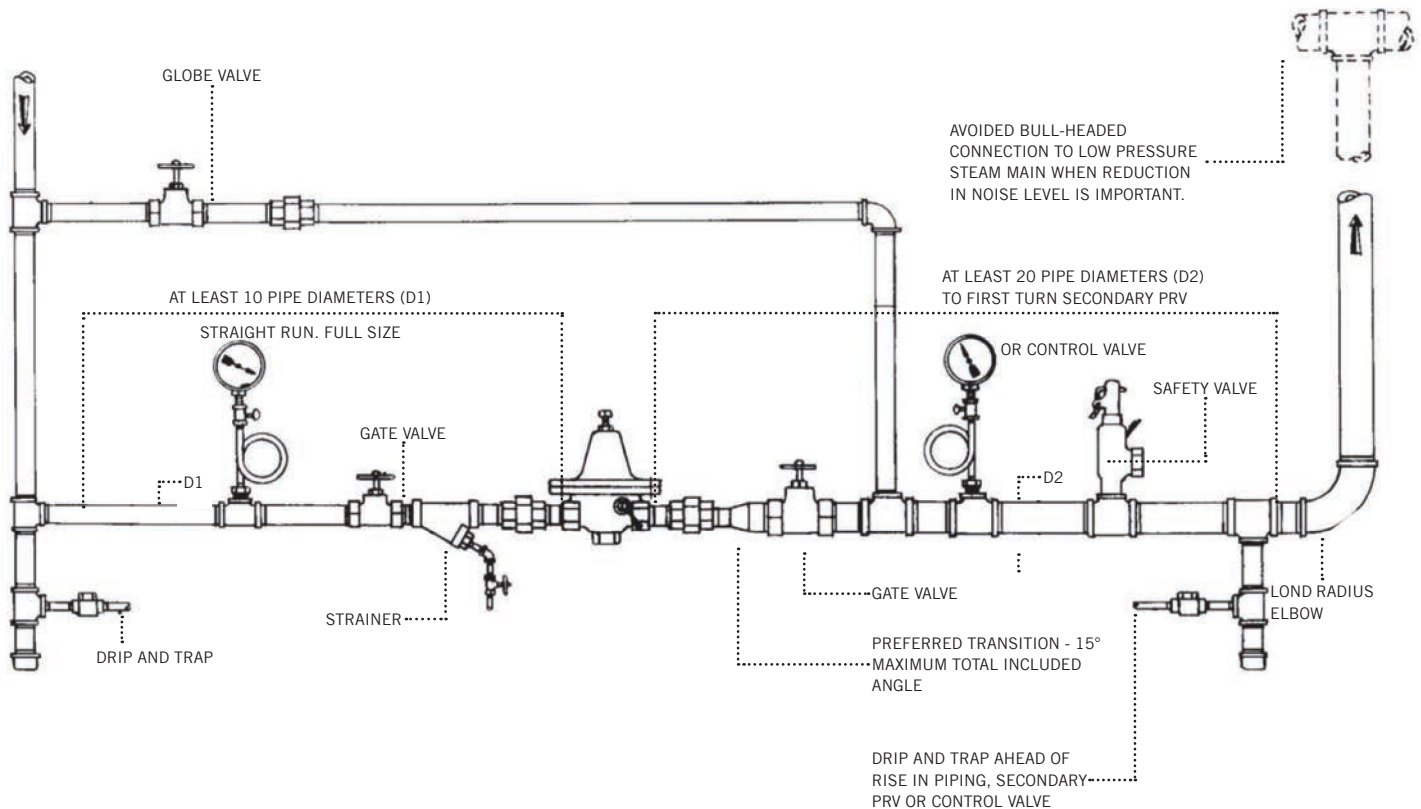 GLOBE VALVE
AVOIDED BULL-HEADED
CONNECTION TO LOW PRESSURE
STEAM MAIN WHEN REDUCTION
IN NOISE LEVEL IS IMPORTANT.
AT LEAST 10 PIPE DIAMETERS (D1)
STRAIGHT RUN. FULL SIZE
AT LEAST 20 PIPE DIAMETERS (D2)
TO FIRST TURN SECONDARY PRV
OR CONTROL VALVE
SAFETY VALVE
GATE VALVE
D1
D2
STRAINER
GATE VALVE
LOND RADIUS
ELBOW
DRIP AND TRAP
PREFERRED TRANSITION - 15°
MAXIMUM TOTAL INCLUDED
ANGLE
DRIP AND TRAP AHEAD OF
RISE IN PIPING, SECONDARY
PRV OR CONTROL VALVE